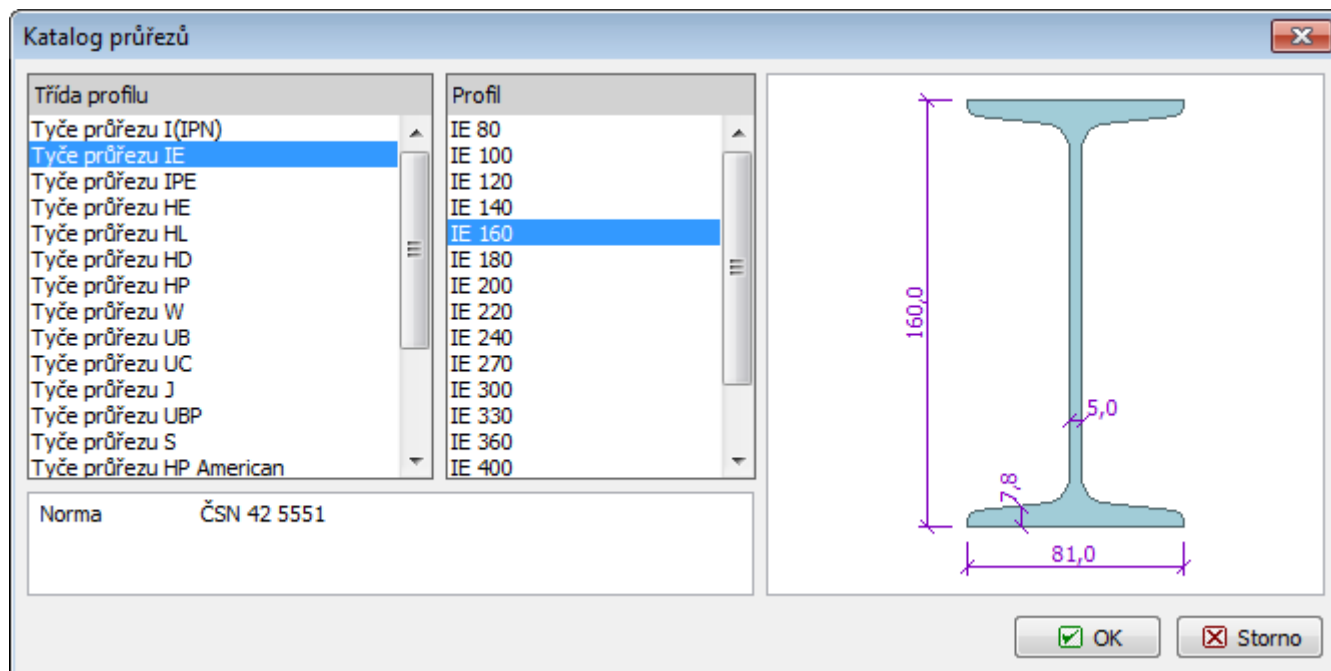 Katalog průřezů
Třída profilu
Tyče průřezu I(IPN)
Tyče průřezu IE
Tyče průřezu IPE
Tyče průřezu HE
Tyče průřezu HL
Tyče průřezu HD
Tyče průřezu HP
Tyče průřezu W
Tyče průřezu UB
Tyče průřezu UC
Tyče průřezu J
Tyče průřezu UBP
Tyče průřezu S
Tyče průřezu HP American
Profil
IE 80
IE 100
IE 120
IE 140
IE 160
IE 180
IE 200
IE 220
IE 240
IE 270
IE 300
IE 330
IE 360
IE 400
160,0
5,0
7,8
81,0
Norma ČSN 42 5551
OK
Storno